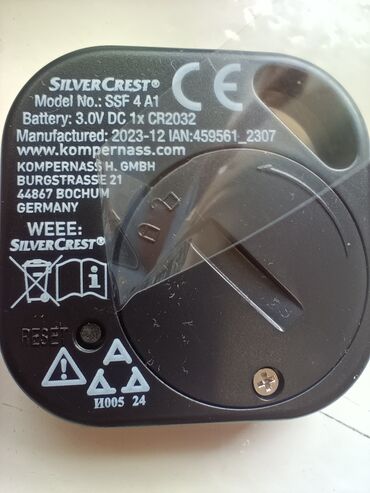 SILVERCREST®
Model No.: SSF 4 A1
Battery: 3.0V DC 1x CR2032
Manufactured: 2023-12 IAN:459561_2307
www.kompernass.com
KOMPERNASS H. GMBH
BURGSTRASSE 21
44867 BOCHUM
GERMANY
WEEE:
SILVERCREST®
RESET
И005 24
CE